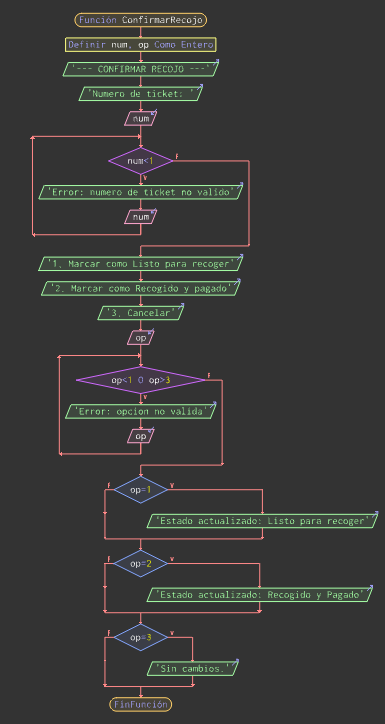 Función ConfirmarRecojo
Definir num, op Como Entero
'--- CONFIRMAR RECOJO ---'
'Numero de ticket: '
num
num<1
F
V
'Error: numero de ticket no valido'
num
'1. Marcar como Listo para recoger'
'2. Marcar como Recogido y pagado'
'3. Cancelar'
op
op<1 O op>3
F
V
'Error: opcion no valida'
op
F
op=1
V
'Estado actualizado: Listo para recoger'
F
op=2
V
'Estado actualizado: Recogido y Pagado'
F
op=3
V
'Sin cambios.'
FinFunción